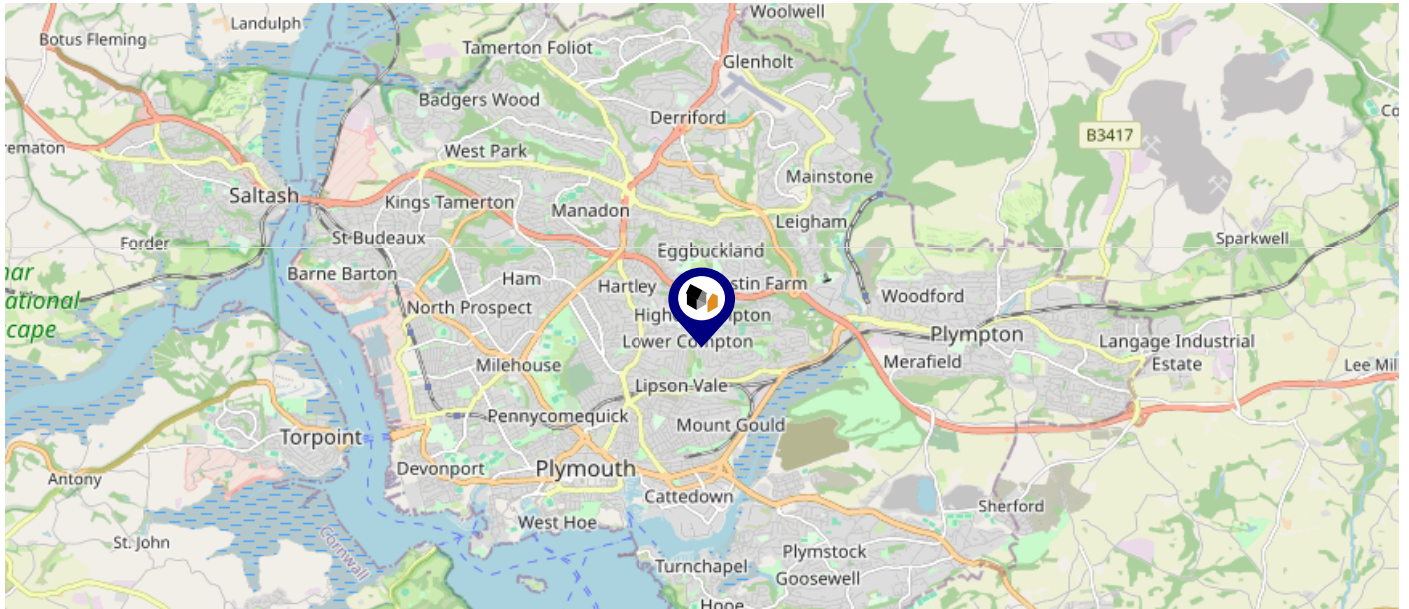 Woolwell
Landulph
Botus Fleming
Tamerton Foliot
Glenholt
Badgers Wood
Derriford
B3417
West Park
Mainstone
Saltash
Kings Tamerton
Manadon
Leigham
St Budeaux
Forder
Eggbuckland
Sparkwell
Barne Barton
Ham
Hartley
stin Farm
Woodford
North Prospect
High
pton
Lower Compton
Plympton
Langage Industrial
Estate
Milehouse
Merafield
Lee Mill
Lipson Vale
Pennycomequick
Mount Gould
Torpoint
Devonport
Plymouth
Antony
Cattedown
Sherford
West Hoe
St. John
Cornwall
Plymstock
Turnchapel
Goosewell
Hooe